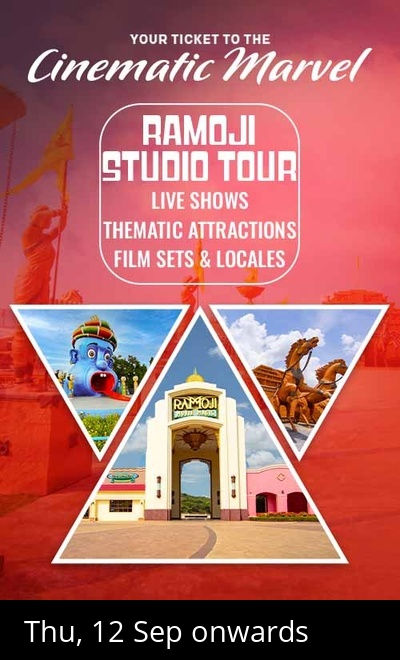 YOUR TICKET TO THE
Cinematic Marvel
RAMOJI
STUDIO TOUR
LIVE SHOWS
THEMATIC ATTRACTIONS
FILM SETS & LOCALES
RAMOJI
Thu, 12 Sep onwards